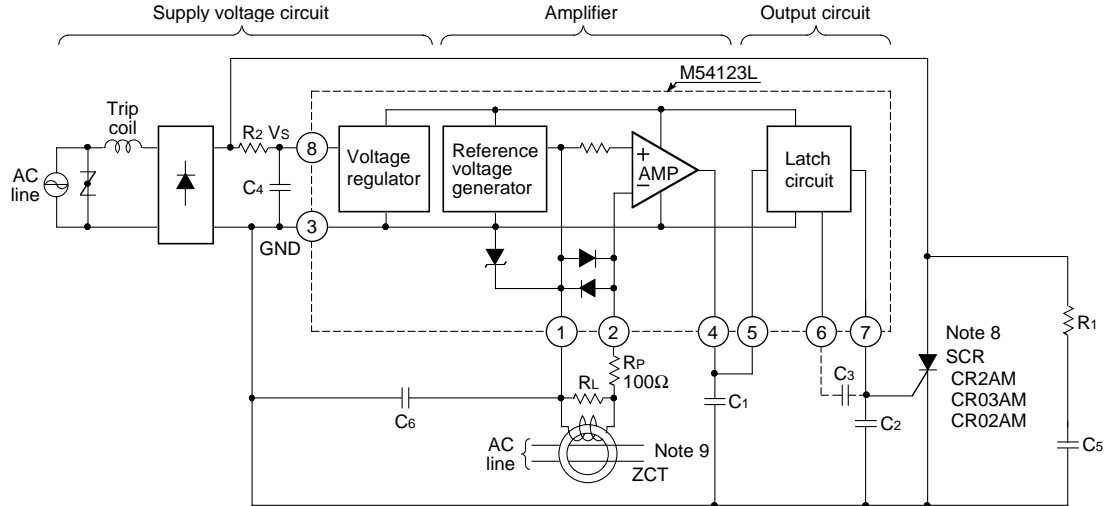 Supply voltage circuit
Amplifier
Output circuit
M54123L
Trip
coil
R2 VS
8
Voltage
regulator
Reference
voltage
generator
+
AMP
−
Latch
circuit
AC
line
C4
3
GND
1
2
4
5
6
7
R1
Note 8
SCR
CR2AM
CR03AM
CR02AM
RP
100Ω
RL
C3
C6
C1
C2
C5
AC
line
Note 9
ZCT